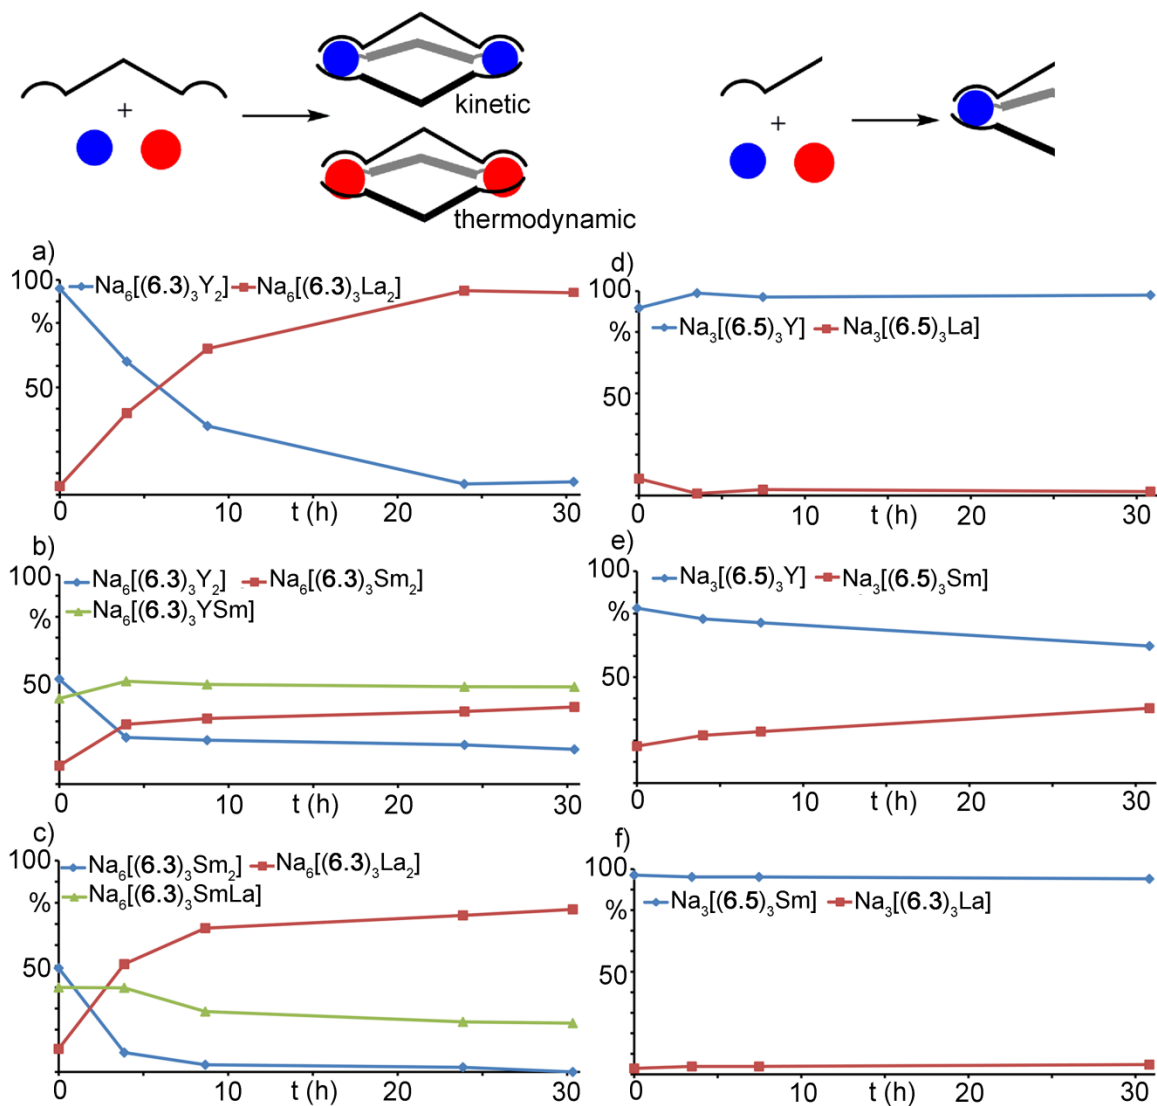 +
kinetic
thermodynamic
+
a)
100
%
50
Na6[(6.3)3Y2] Na6[(6.3)3La2]
0 10 20 30
t (h)
b)
100
%
50
Na6[(6.3)3Y2] Na6[(6.3)3Sm2]
Na6[(6.3)3YSm]
0 10 20 30
t (h)
c)
100
%
50
Na6[(6.3)3Sm2] Na6[(6.3)3La2]
Na6[(6.3)3SmLa]
0 10 20 30
t (h)
d)
100
%
50
Na3[(6.5)3Y] Na3[(6.5)3La]
0 10 20 30
t (h)
e)
100
%
50
Na3[(6.5)3Y] Na3[(6.5)3Sm]
0 10 20 30
t (h)
f)
100
%
50
Na3[(6.5)3Sm] Na3[(6.3)3La]
0 10 20 30
t (h)